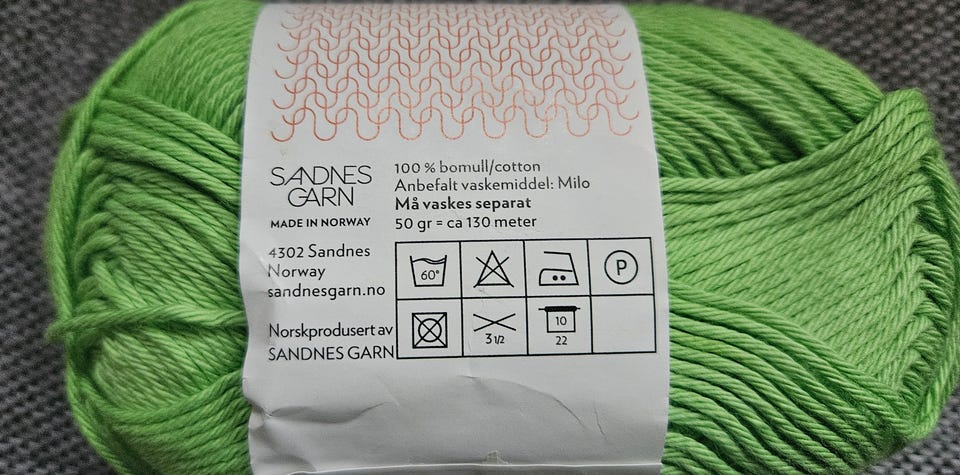 SANDNES
GARN
MADE IN NORWAY
4302 Sandnes
Norway
sandnesgarn.no
Norskprodusert av
SANDNES GARN
100 % bomull/cotton
Anbefalt vaskemiddel: Milo
Må vaskes separat
50 gr = ca 130 meter
60°
P
3 1/2
10
22